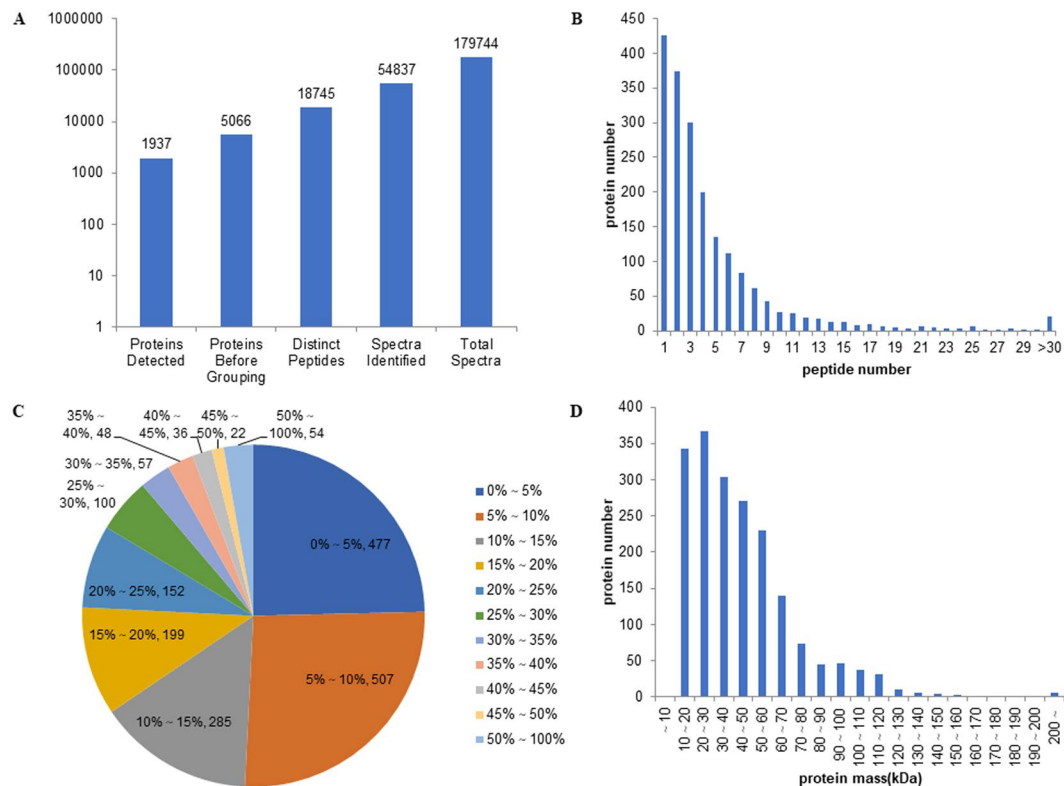 A
1000000
100000
10000
1000
100
10
1
1937
5066
18745
54837
179744
Proteins
Detected
Proteins
Before
Grouping
Distinct
Peptides
Spectra
Identified
Total
Spectra
B
protein number
450
400
350
300
250
200
150
100
50
0
1 3 5 7 9 11 13 15 17 19 21 23 25 27 29 >30
peptide number
C
35% ~
40%, 48
40% ~
45%, 36
45% ~
50%, 22
50% ~
100%, 54
30% ~ 35%, 57
25% ~
30%, 100
20% ~ 25%, 152
15% ~ 20%, 199
10% ~ 15%, 285
5% ~ 10%, 507
0% ~ 5%, 477
0% ~ 5%
5% ~ 10%
10% ~ 15%
15% ~ 20%
20% ~ 25%
25% ~ 30%
30% ~ 35%
35% ~ 40%
40% ~ 45%
45% ~ 50%
50% ~ 100%
D
protein number
400
350
300
250
200
150
100
50
0
~ 10
10 ~ 20
20 ~ 30
30 ~ 40
40 ~ 50
50 ~ 60
60 ~ 70
70 ~ 80
80 ~ 90
90 ~ 100
100 ~ 110
110 ~ 120
120 ~ 130
130 ~ 140
140 ~ 150
150 ~ 160
160 ~ 170
170 ~ 180
180 ~ 190
190 ~ 200
200 ~
protein mass(kDa)